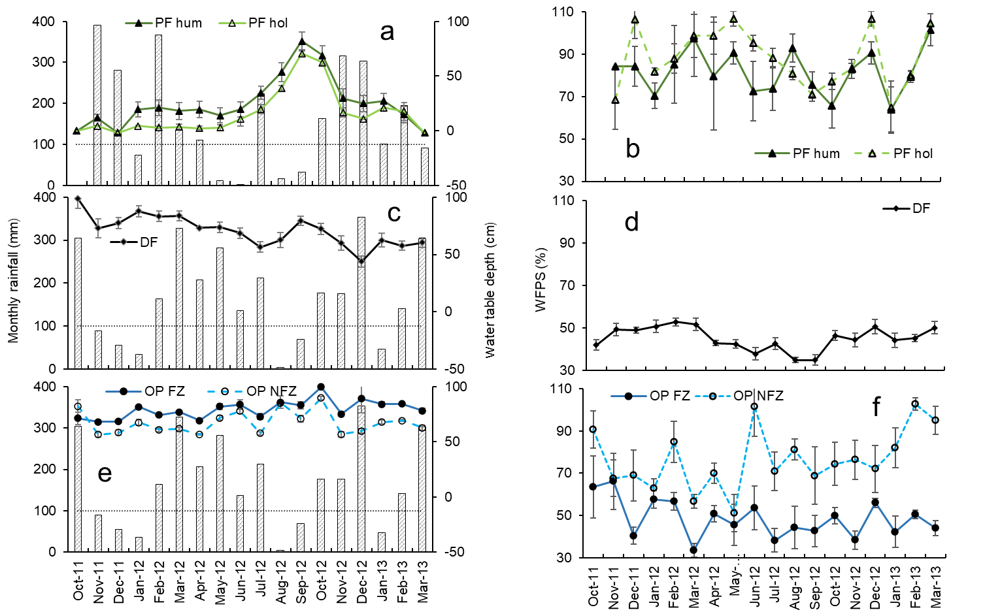 PF hum
PF hol
a
400
300
200
100
0
100
50
0
-50
PF hum
PF hol
b
110
90
70
50
30
DF
c
400
300
200
100
0
100
50
0
-50
Monthly rainfall (mm)
Water table depth (cm)
DF
d
110
90
70
50
30
WFPS (%)
OP FZ
OP NFZ
e
400
300
200
100
0
100
50
0
-50
Oct-11
Nov-11
Dec-11
Jan-12
Feb-12
Mar-12
Apr-12
May-12
Jun-12
Jul-12
Aug-12
Sep-12
Oct-12
Nov-12
Dec-12
Jan-13
Feb-13
Mar-13
OP FZ
OP NFZ
f
110
90
70
50
30
Oct-11
Nov-11
Dec-11
Jan-12
Feb-12
Mar-12
Apr-12
May-...
Jun-12
Jul-12
Aug-12
Sep-12
Oct-12
Nov-12
Dec-12
Jan-13
Feb-13
Mar-13